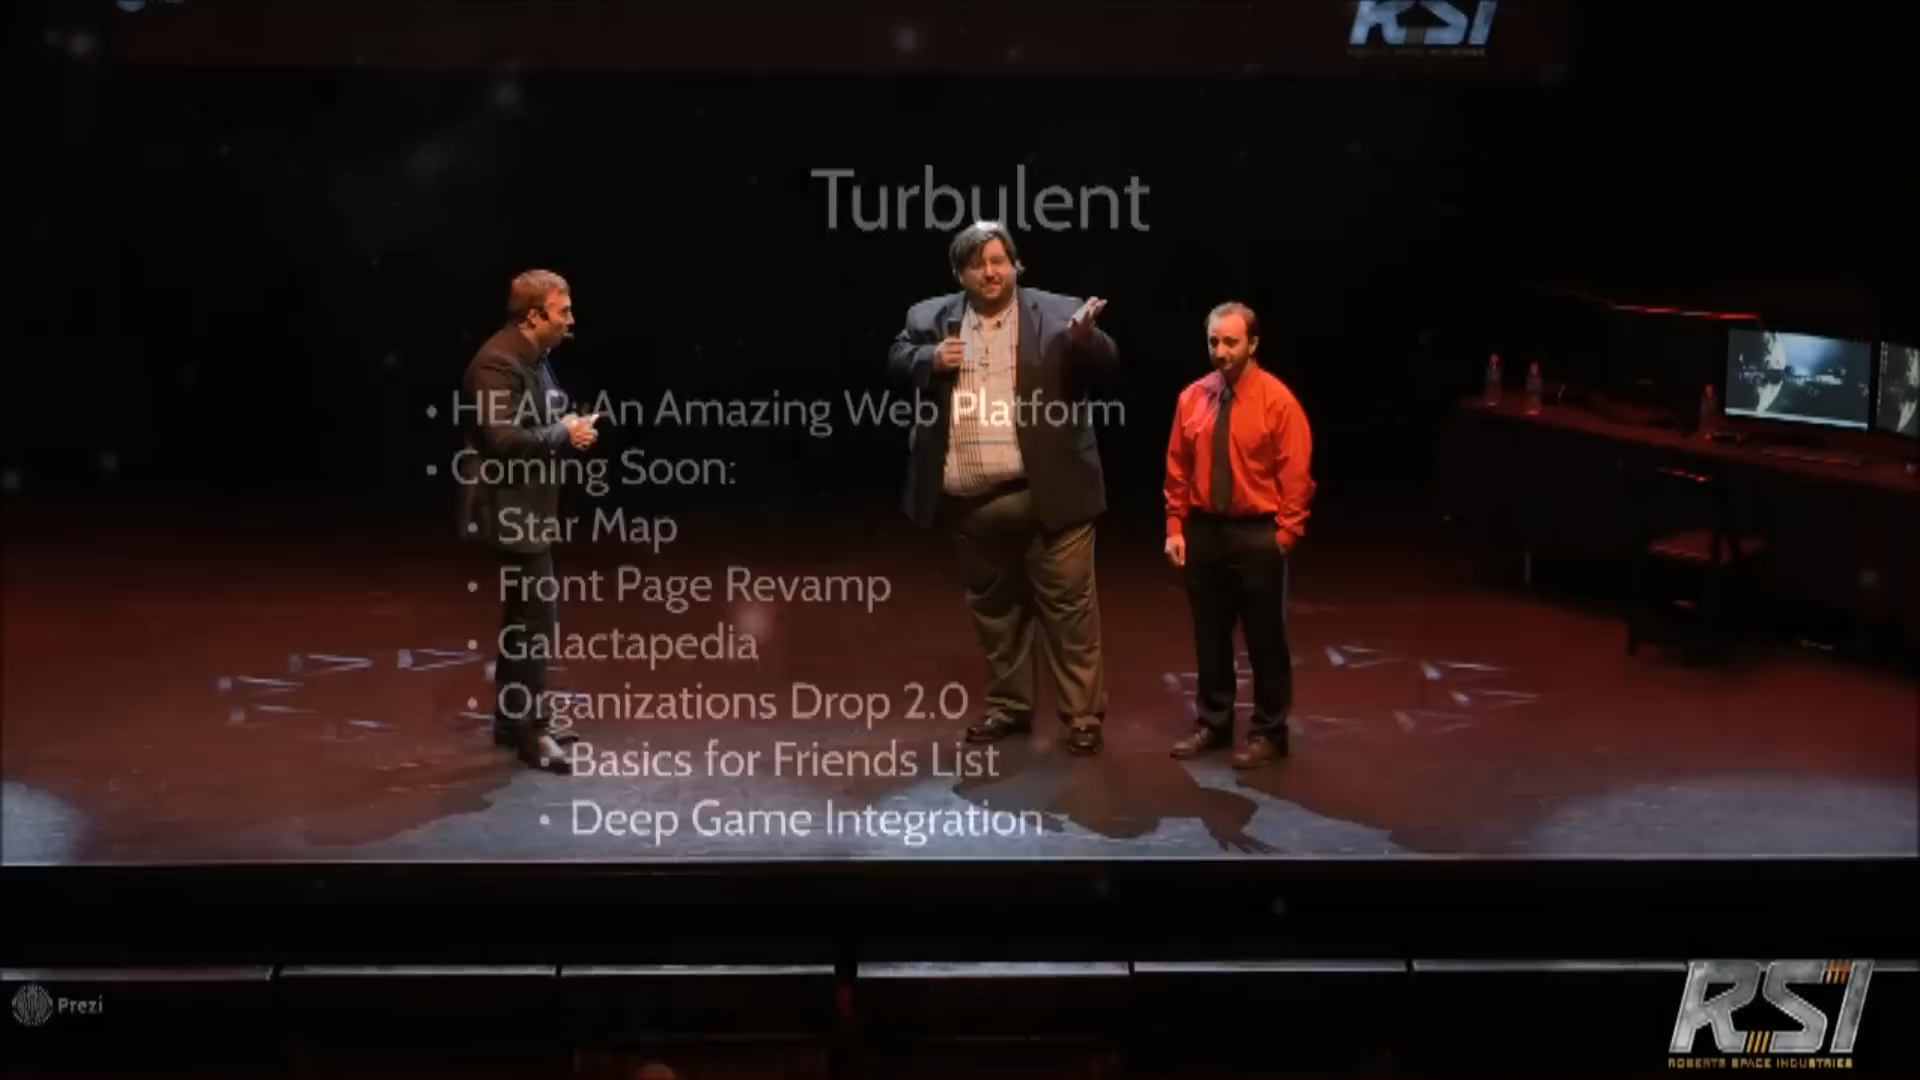 RSI
Turbulent
• HEAP: An Amazing Web Platform
• Coming Soon:
• Star Map
• Front Page Revamp
• Galactapedia
• Organizations Drop 2.0
• Basics for Friends List
• Deep Game Integration
Prezi
RSI
ROBERTS SPACE INDUSTRIES